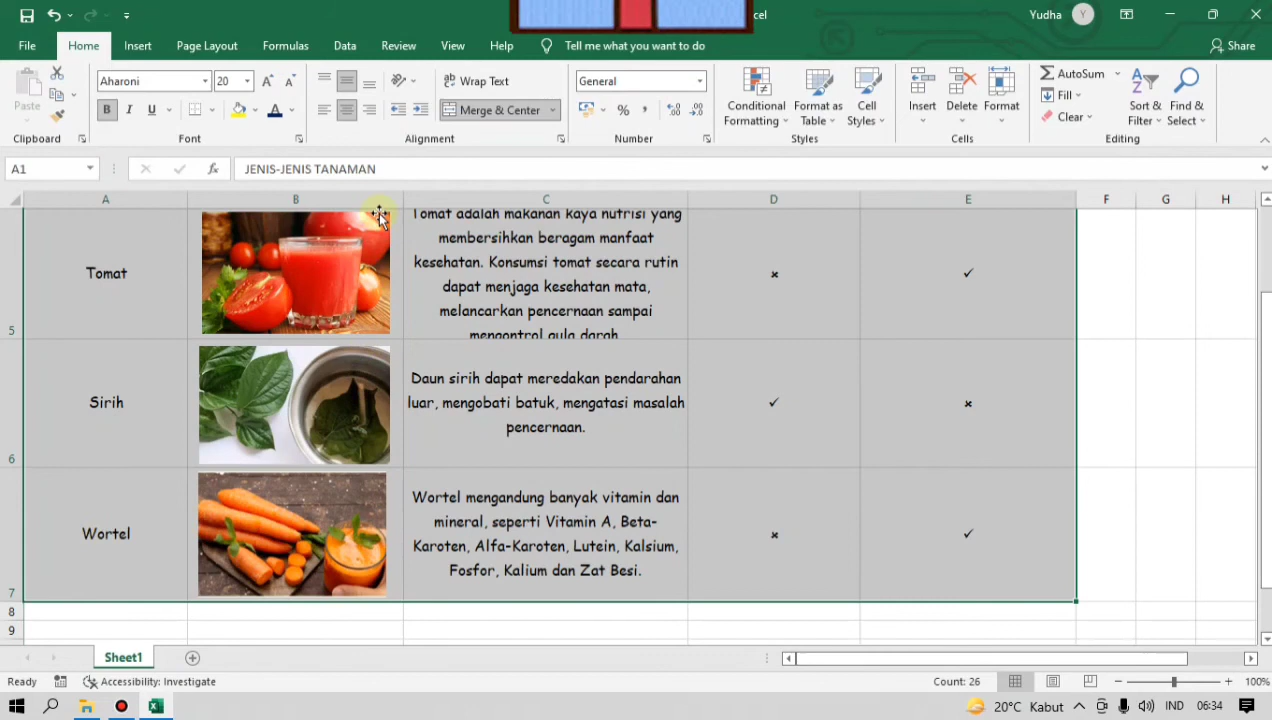 cel
Yudha
Y
File Home Insert Page Layout Formulas Data Review View Help Tell me what you want to do Share
Aharoni 20 Wrap Text General AutoSum
Paste Fill
B I U A Merge & Center % Clear
Conditional Formatting Format as Table Cell Styles Insert Delete Format Sort & Filter Find & Select
Clipboard Font Alignment Number Styles Cells Editing
A1 fx JENIS-JENIS TANAMAN
A B C D E F G H
Tomat adalah makanan kaya nutrisi yang
membersihkan beragam manfaat
kesehatan. Konsumsi tomat secara rutin
Tomat
dapat menjaga kesehatan mata,
melancarkan pencernaan sampai
mengontrol gula darah
5
Daun sirih dapat meredakan pendarahan
Sirih luar, mengobati batuk, mengatasi masalah
pencernaan.
6
Wortel mengandung banyak vitamin dan
mineral, seperti Vitamin A, Beta-
Wortel
Karoten, Alfa-Karoten, Lutein, Kalsium,
Fosfor, Kalium dan Zat Besi.
7
8
9
Sheet1
Ready Accessibility: Investigate Count: 26 100%
20°C Kabut IND 06:34